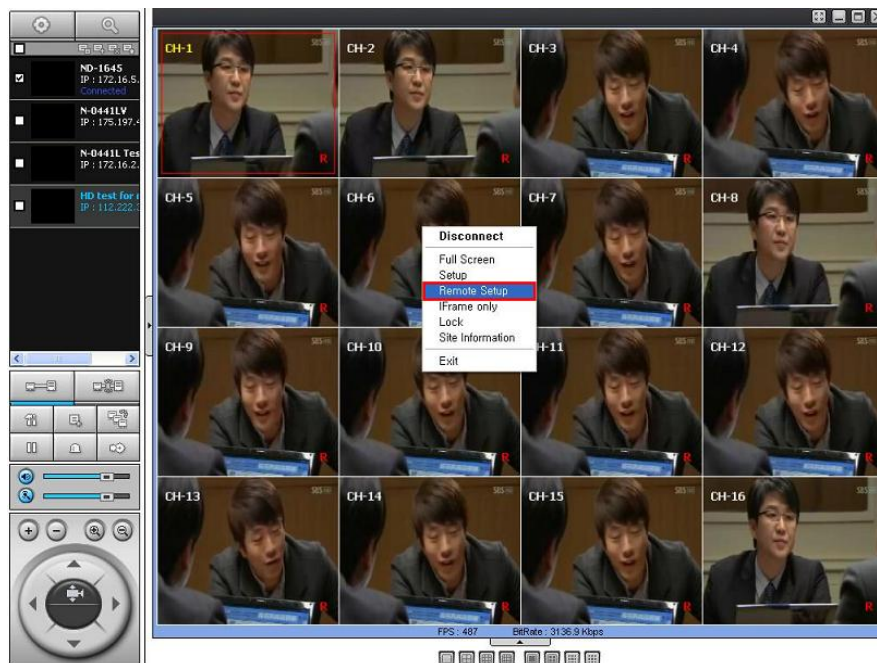 ND-1645
IP : 172.16.5.
Connected
N-0441LV
IP : 175.197.4
N-0441L Tes
IP : 172.16.2.
HD test for
IP : 112.222.
CH-1
CH-2
CH-3
CH-4
R
R
R
R
CH-5
CH-6
CH-7
CH-8
R
R
R
CH-9
CH-10
CH-11
CH-12
R
R
R
R
CH-13
CH-14
CH-15
CH-16
R
R
R
R
SBS
Disconnect
Full Screen
Setup
Remote Setup
IFrame only
Lock
Site Information
Exit
FPS : 487 BitRate : 3136.9 Kbps